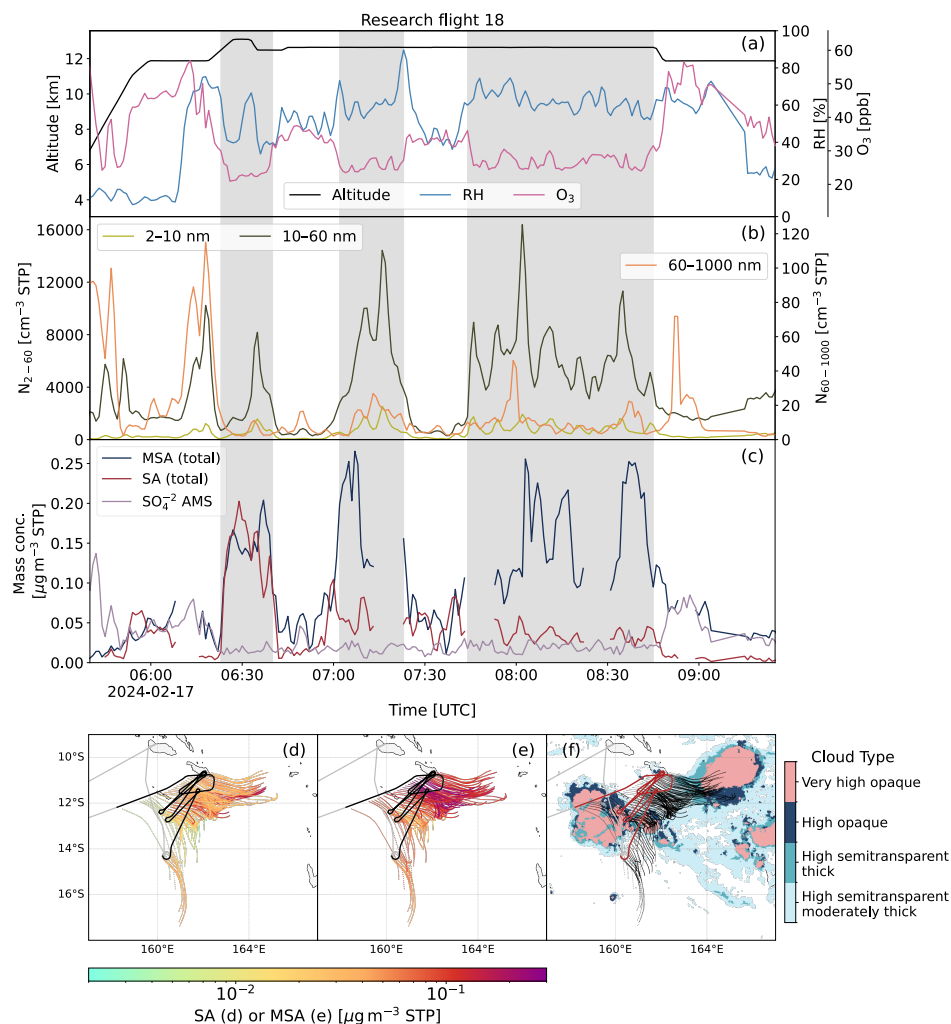 Research flight 18
(a)
Altitude [km]
12
10
8
6
4
100
80
60
40
20
0
RH [%]
60
50
40
30
20
O₃ [ppb]
Altitude RH O₃
(b)
2–10 nm 10–60 nm
60–1000 nm
N₂₋₆₀ [cm⁻³ STP]
16000
12000
8000
4000
0
120
100
80
60
40
20
0
N₆₀₋₁₀₀₀ [cm⁻³ STP]
(c)
MSA (total)
SA (total)
SO₄⁻² AMS
Mass conc.
[μg m⁻³ STP]
0.25
0.20
0.15
0.10
0.05
0.00
06:00 06:30 07:00 07:30 08:00 08:30 09:00
2024-02-17
Time [UTC]
(d) (e) (f)
10°S
12°S
14°S
16°S
160°E 164°E 160°E 164°E 160°E 164°E
Cloud Type
Very high opaque
High opaque
High semitransparent
thick
High semitransparent
moderately thick
10⁻² 10⁻¹
SA (d) or MSA (e) [μg m⁻³ STP]